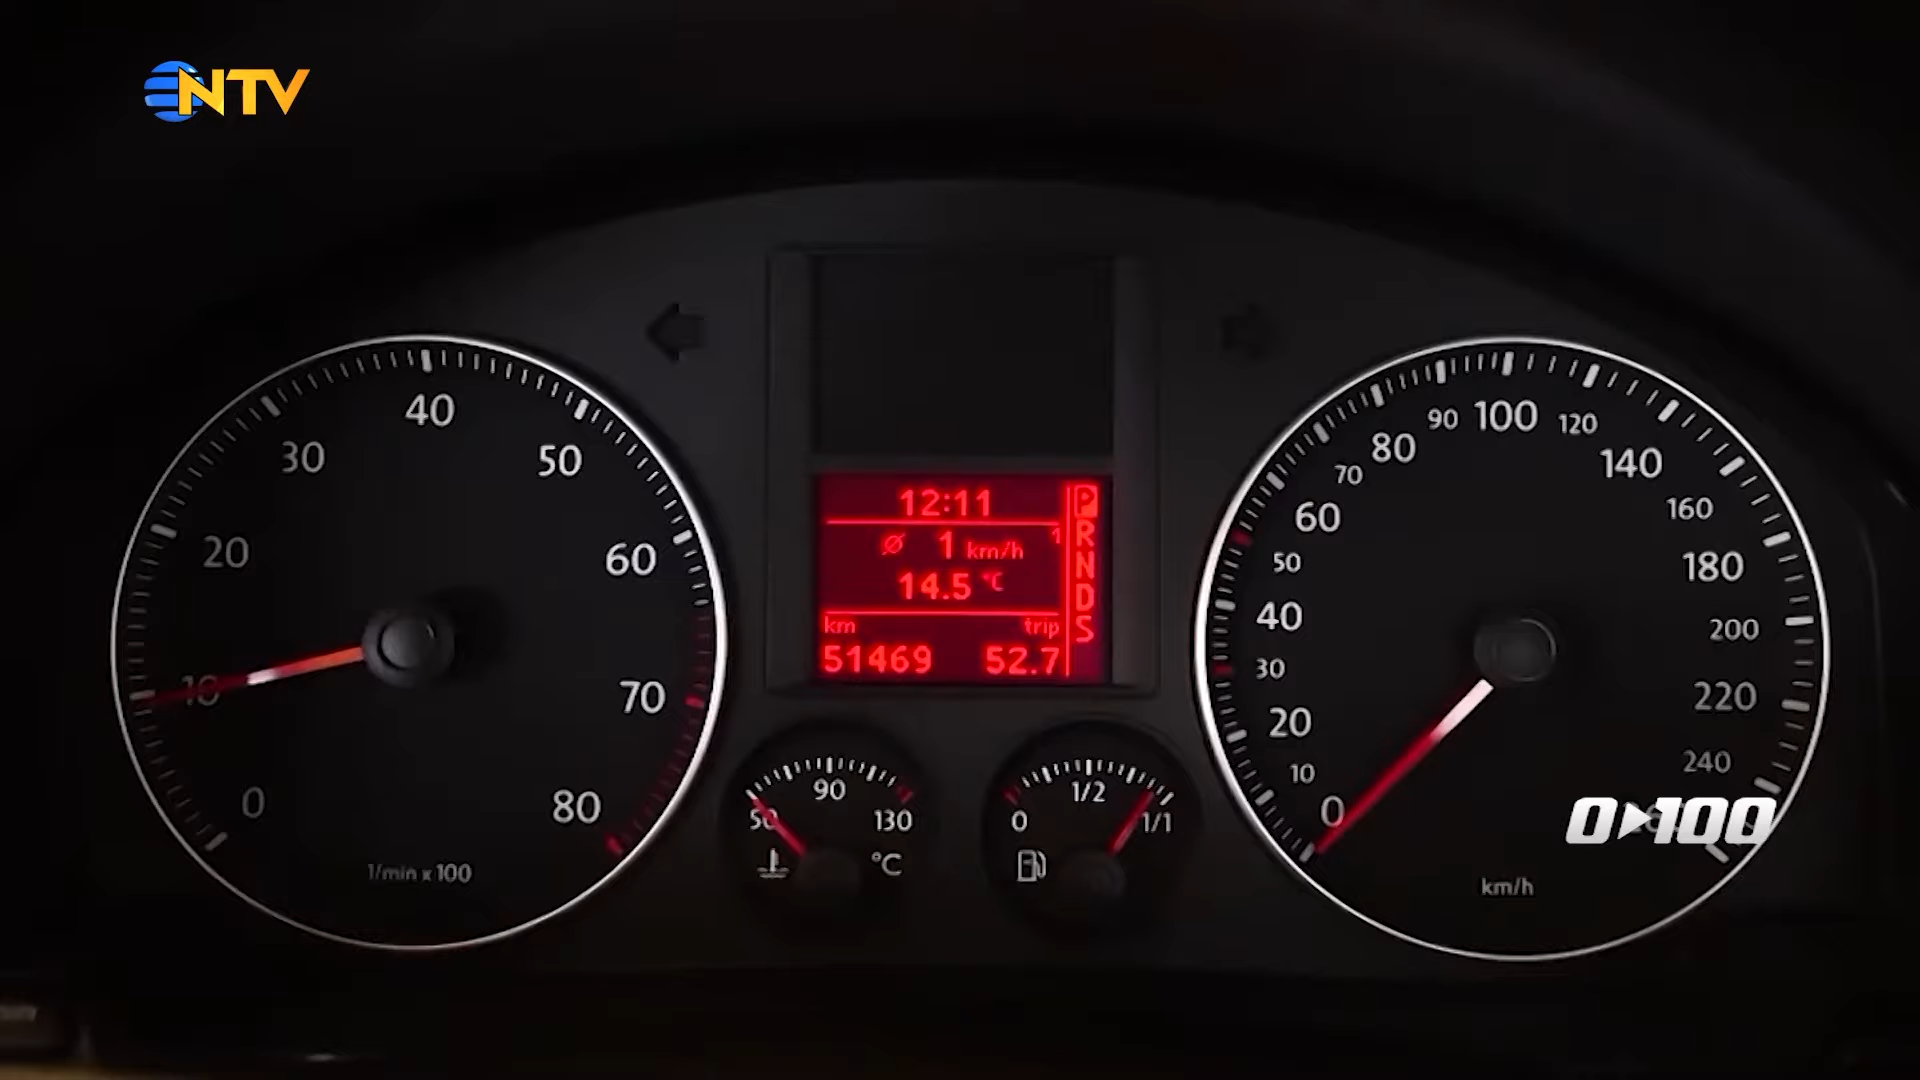 NTV
0
10
20
30
40
50
60
70
80
1/min x 100
12:11
Ø 1 km/h 1
14.5 °C
km trip
51469 52.7
P
R
N
D
S
50 90 130
°C
0 1/2 1/1
0
10
20
30
40
50
60
70
80
90
100
120
140
160
180
200
220
240
km/h
0▶100